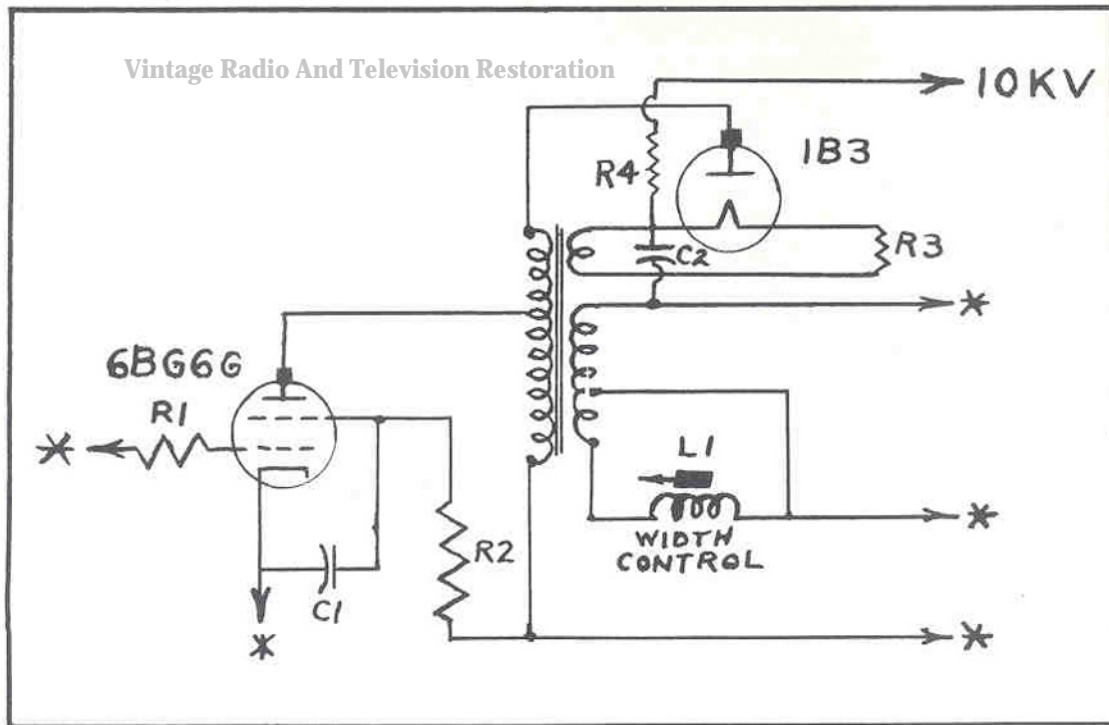 Vintage Radio And Television Restoration
10KV
1B3
R4
C2
R3
*
6BG6G
R1
*
L1
WIDTH
CONTROL
*
R2
C1
*
*